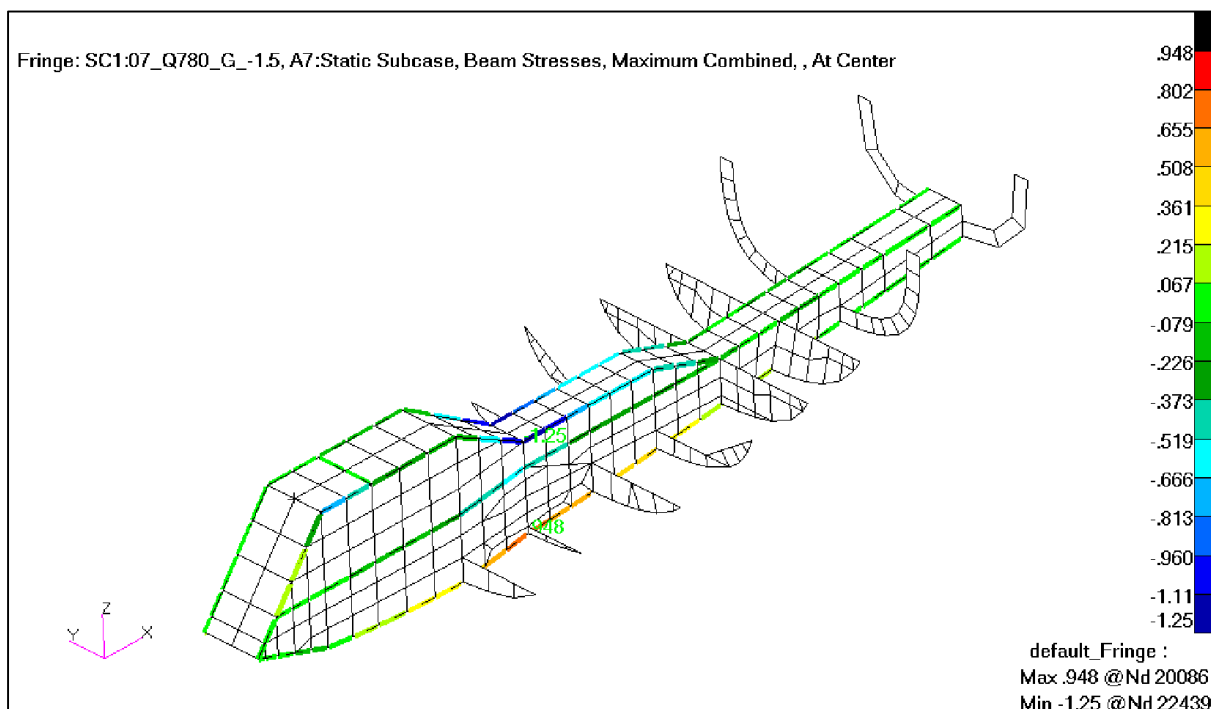 Fringe: SC1:07_Q780_G_-1.5, A7:Static Subcase, Beam Stresses, Maximum Combined, , At Center
.948
.802
.655
.508
.361
.215
.067
-.079
-.226
-.373
-.519
-.666
-.813
-.960
-1.11
-1.25
-1.25
.948
Z
Y
X
default_Fringe :
Max .948 @Nd 20086
Min -1.25 @Nd 22439